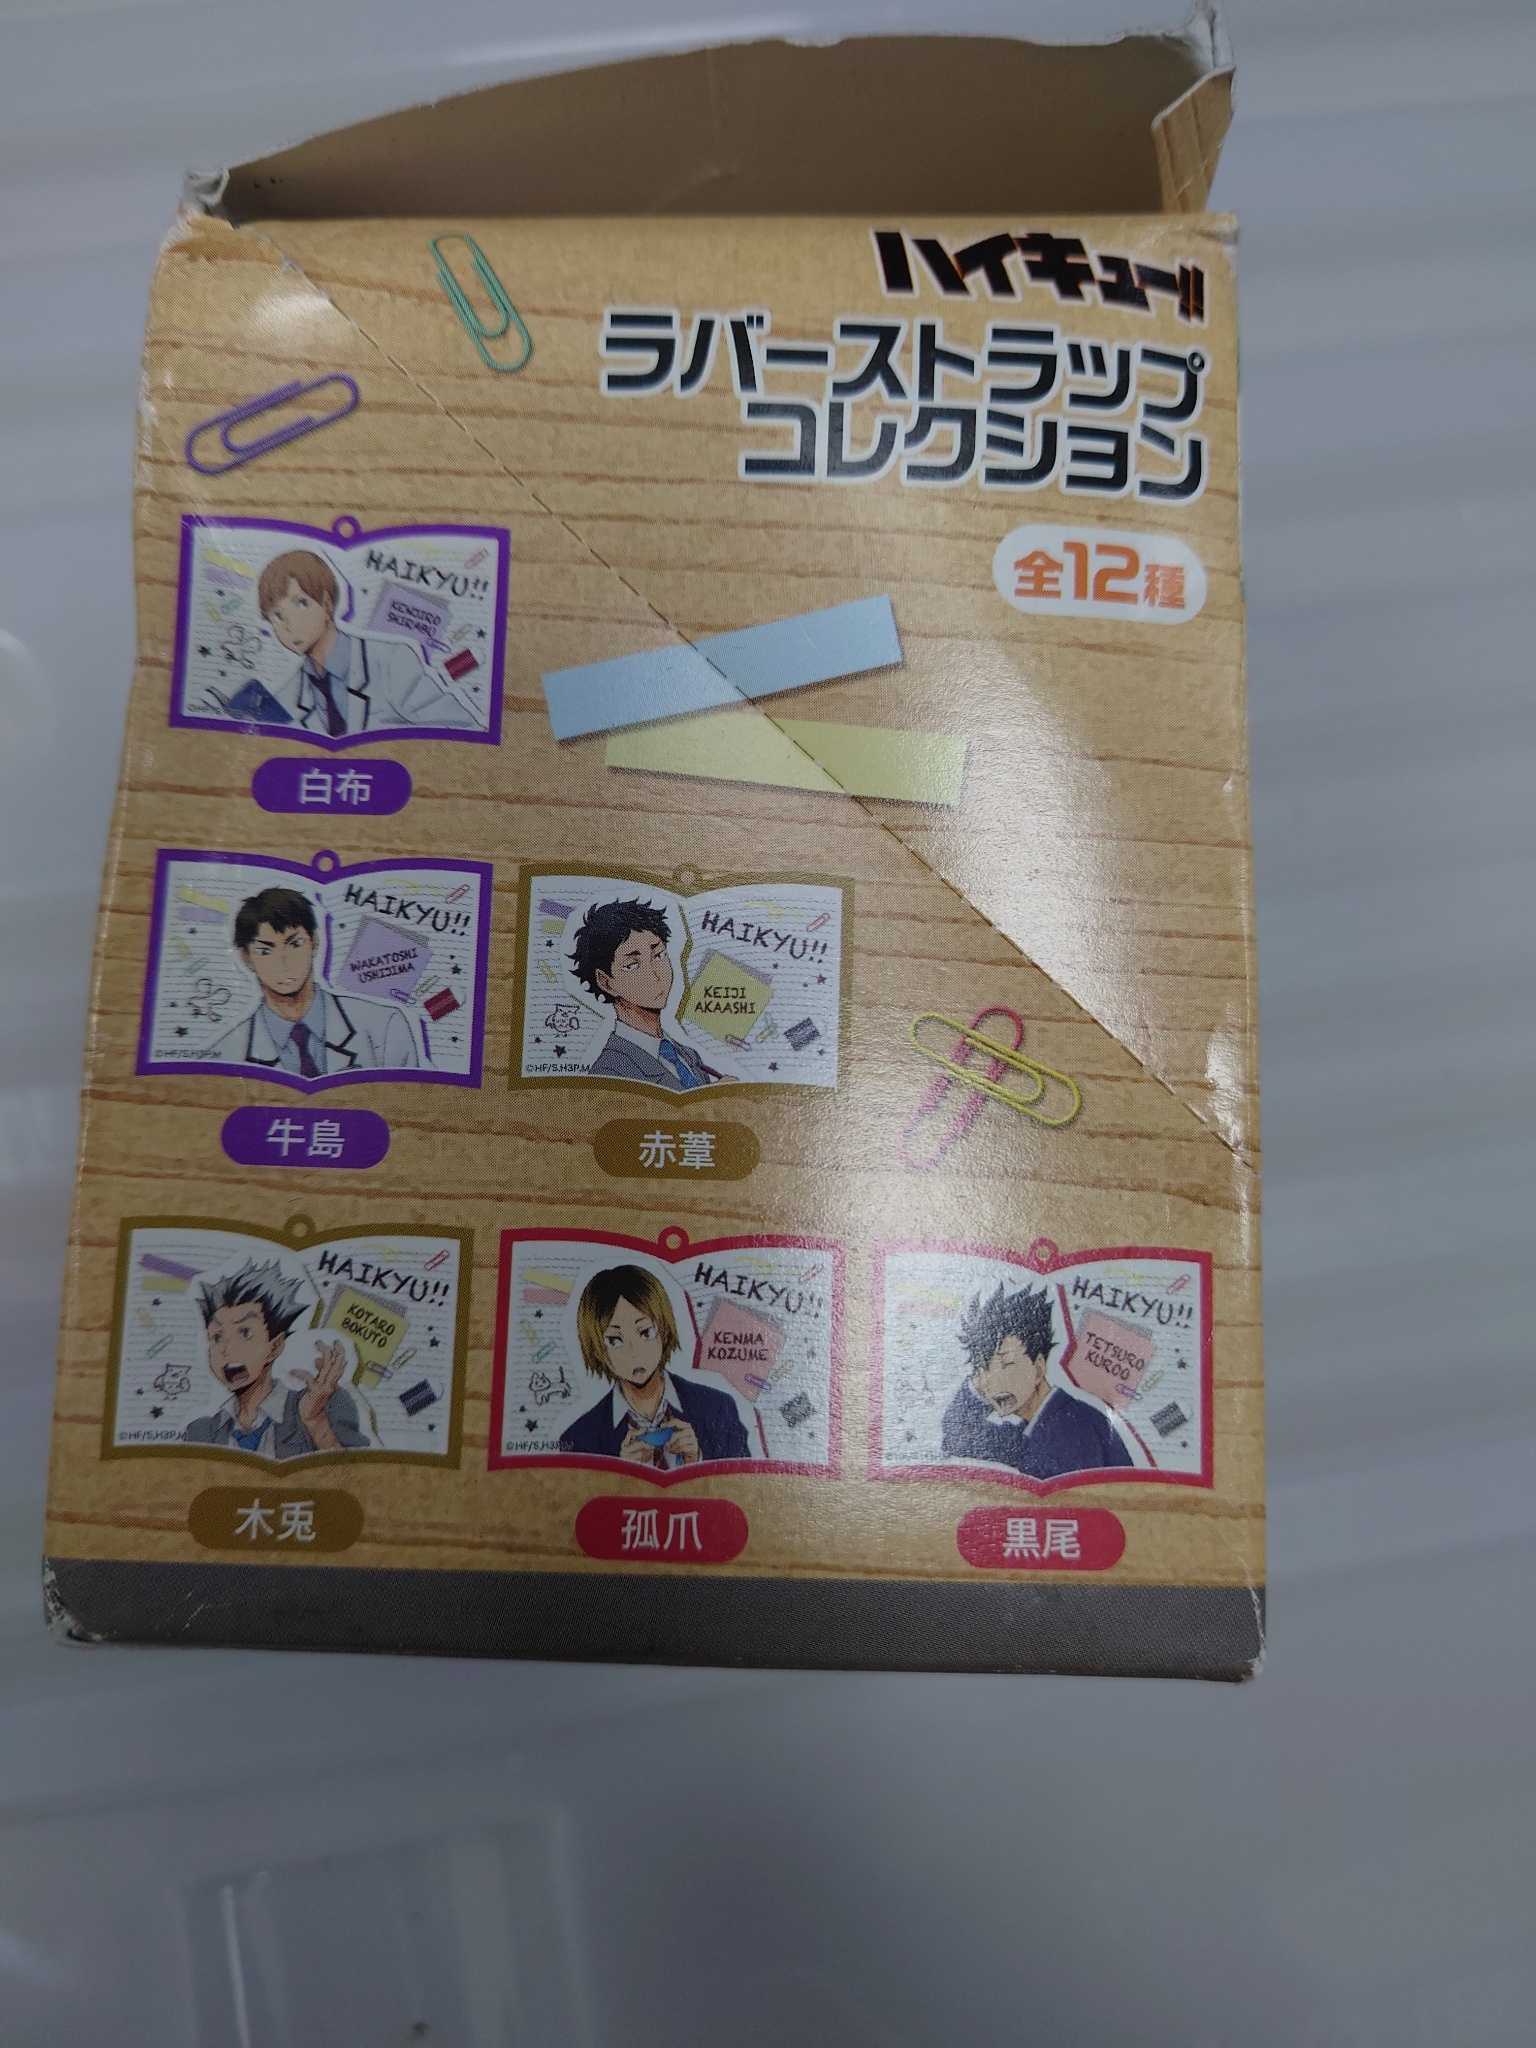 ハイキュー!!
ラバーストラップ
コレクション
全12種
HAIKYU!!
KENJIRO
SHIRABU
白布
HAIKYU!!
WAKATOSHI
USHIJIMA
©HF/S,H3P,M
牛島
HAIKYU!!
KEIJI
AKAASHI
©HF/S,H3P,M
赤葦
HAIKYU!!
KOTARO
BOKUTO
©HF/S,H3P,M
木兎
HAIKYU!!
KENMA
KOZUME
©HF/S,H3P,M
孤爪
HAIKYU!!
TETSURO
KUROO
黒尾